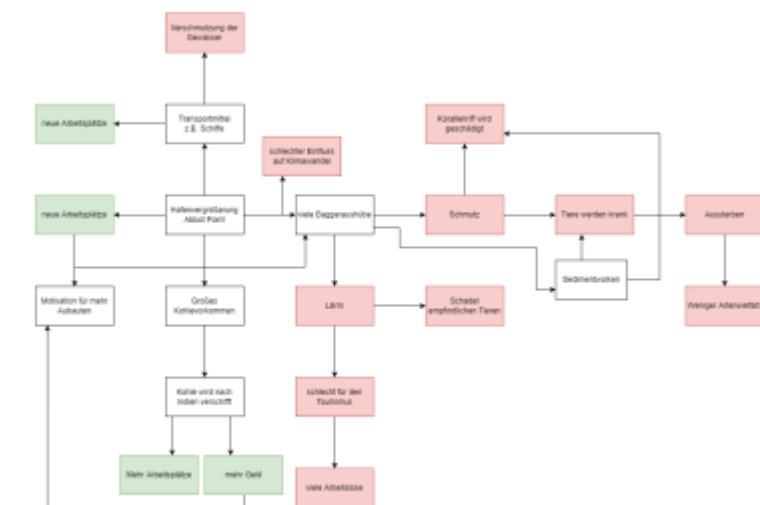 Verschmutzung der
Gewässer
neue Arbeitsplätze
Transportmittel
z.B. Schiffe
Korallenriff wird
geschädigt
schlechter Einfluss
auf Klimawandel
neue Arbeitsplätze
Hafenvergrößerung
Abbot Point
viele Baggeraushübe
Schmutz
Tiere werden krank
Aussterben
Sedimentwolken
Motivation für mehr
Aubauten
Großes
Kohlevorkommen
Lärm
Schadet
empfindlichen Tieren
Weniger Artenvielfalt
Kohle wird nach
Indien verschifft
schlecht für den
Tourismus
Mehr Arbeitsplätze
mehr Geld
viele Arbeitslose